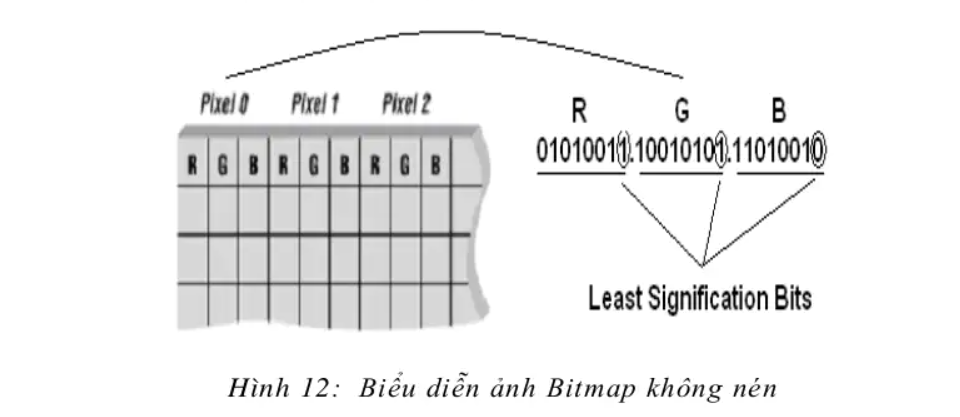 Pixel 0 Pixel 1 Pixel 2
R G B R G B R G B
R G B
01010011.10010101.11010010
Least Signification Bits
Hình 12: Biểu diễn ảnh Bitmap không nén